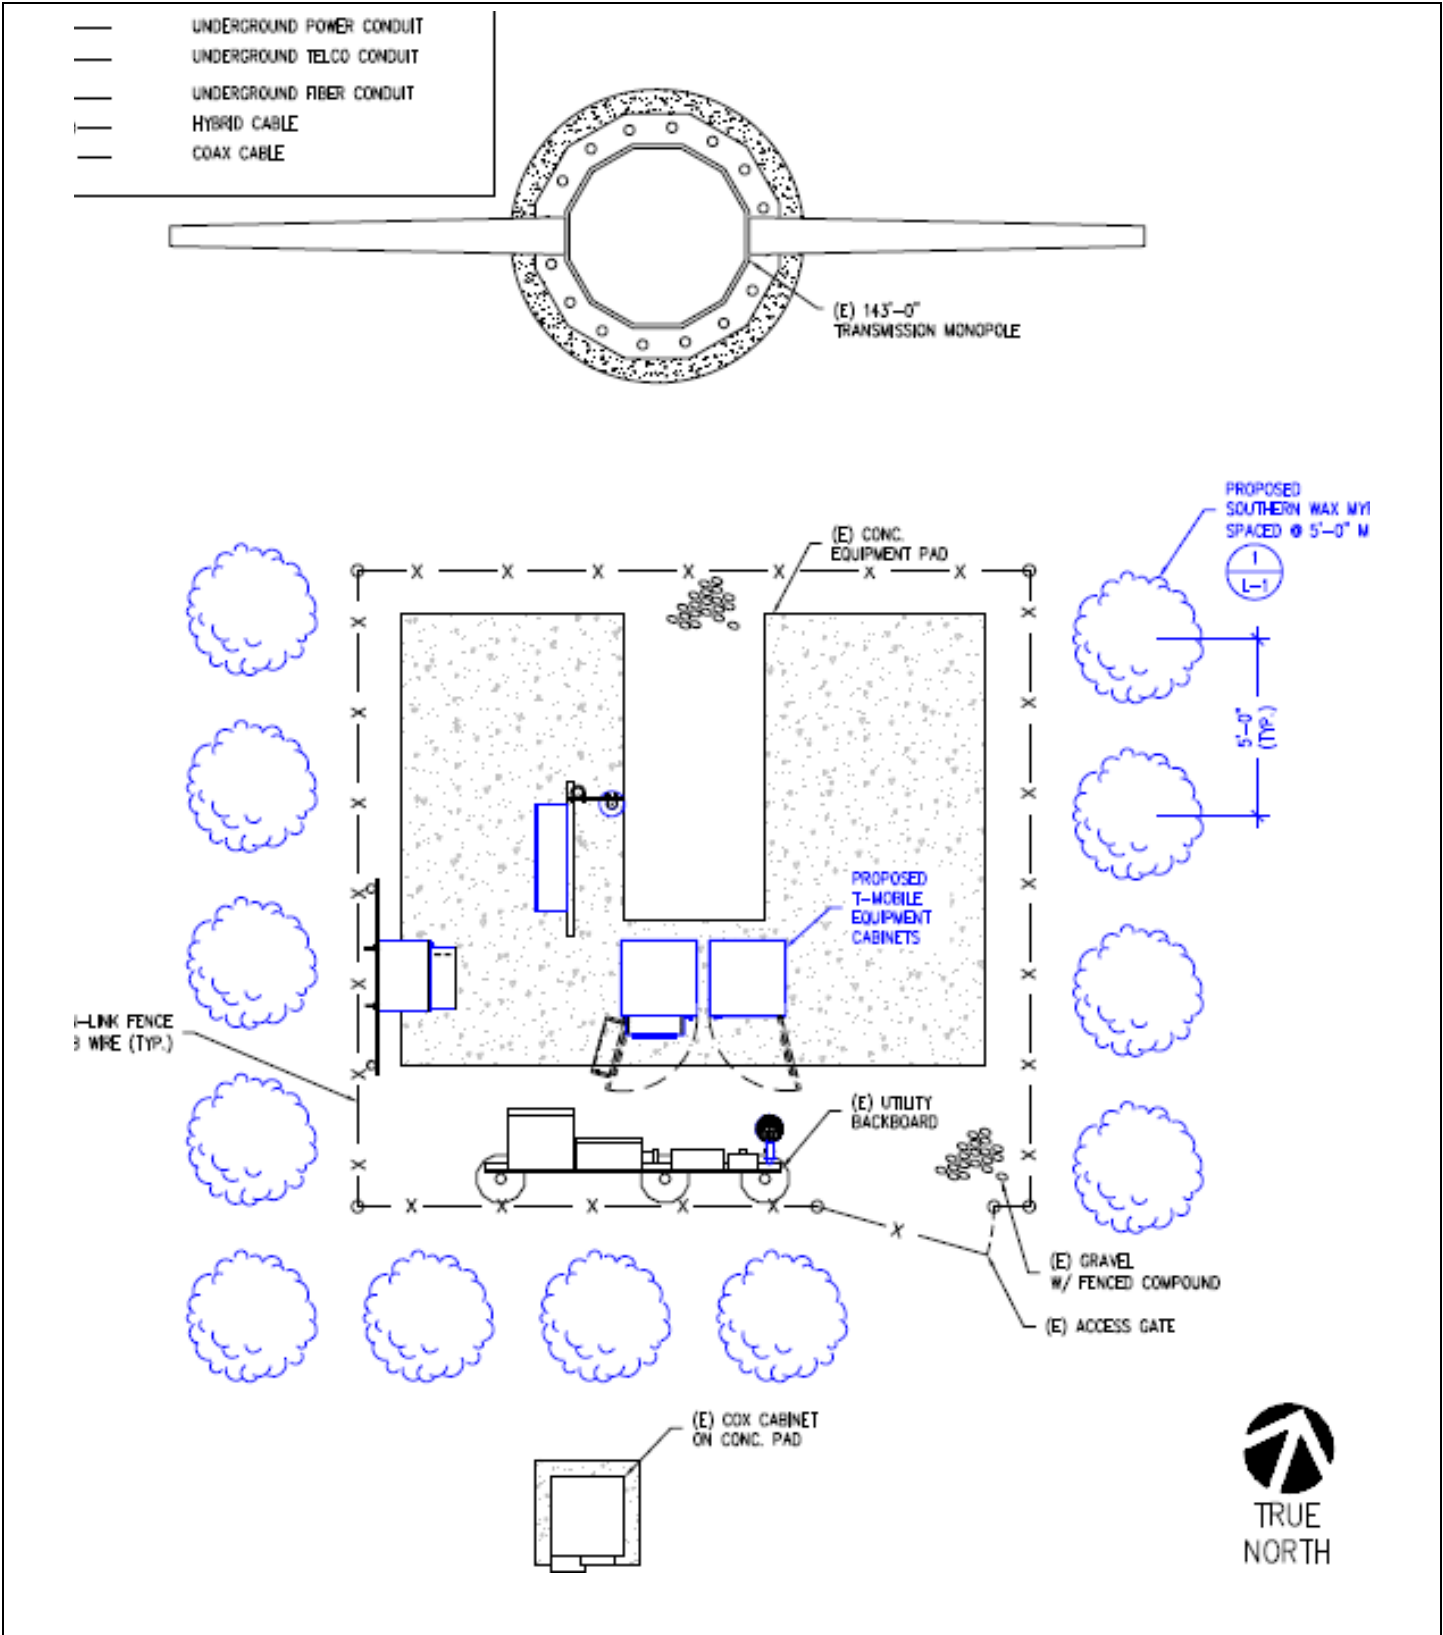 UNDERGROUND POWER CONDUIT
UNDERGROUND TELCO CONDUIT
UNDERGROUND FIBER CONDUIT
HYBRID CABLE
COAX CABLE
(E) 143'-0"
TRANSMISSION MONOPOLE
PROPOSED
SOUTHERN WAX MY
SPACED @ 5'-0" M
1
L-1
(E) CONC.
EQUIPMENT PAD
5'-0"
(TYP.)
PROPOSED
T-MOBILE
EQUIPMENT
CABINETS
-LINK FENCE
WIRE (TYP.)
(E) UTILITY
BACKBOARD
(E) GRAVEL
W/ FENCED COMPOUND
(E) ACCESS GATE
(E) COX CABINET
ON CONC. PAD
TRUE
NORTH